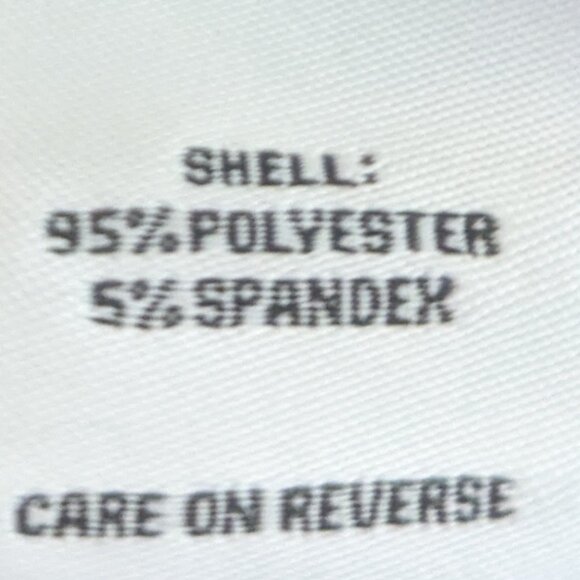 SHELL:
95%POLYESTER
5%SPANDEX
CARE ON REVERSE